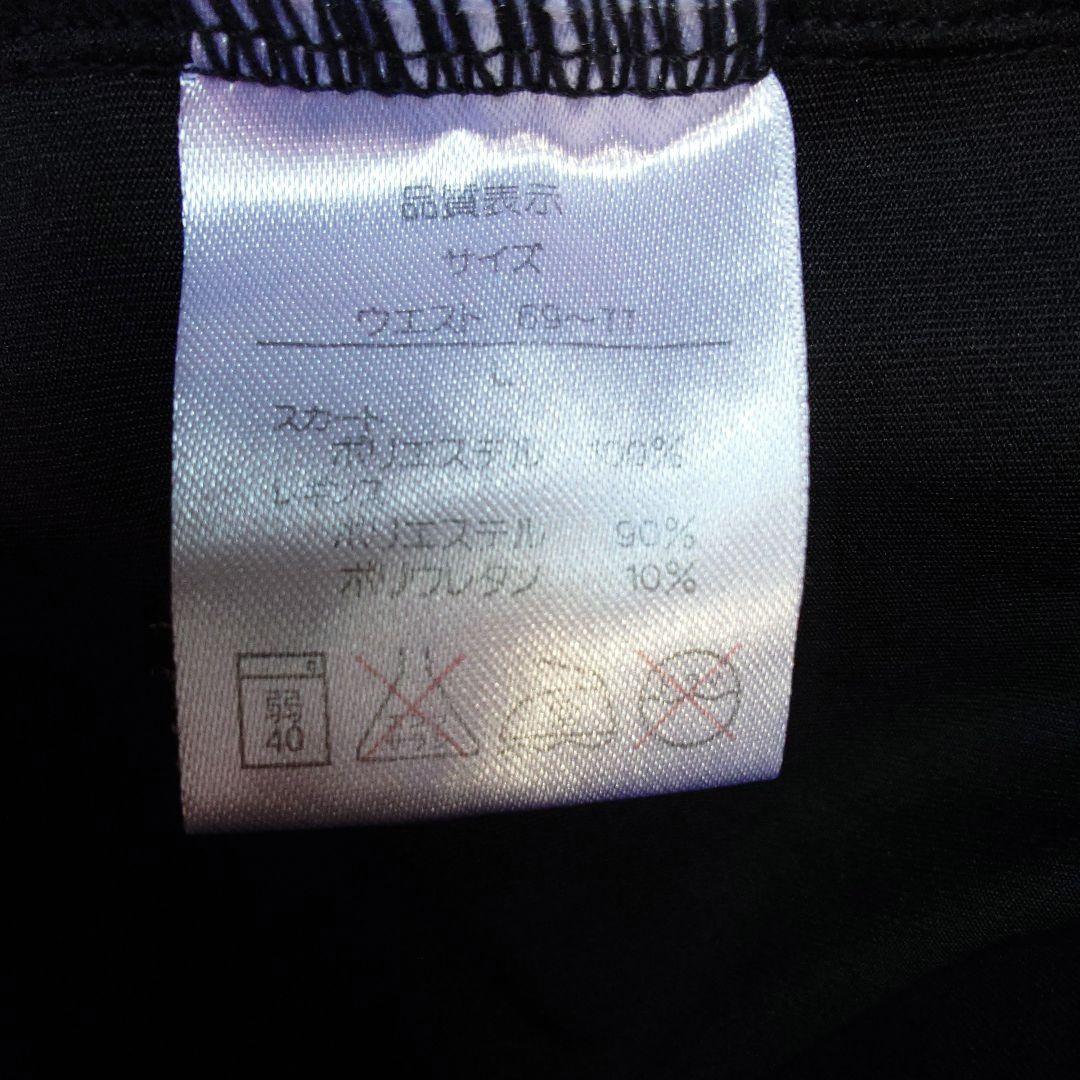 品質表示
サイズ
ウエスト 69〜77
L
スカート
ポリエステル 100%
レギンス
ポリエステル 90%
ポリウレタン 10%
弱
40